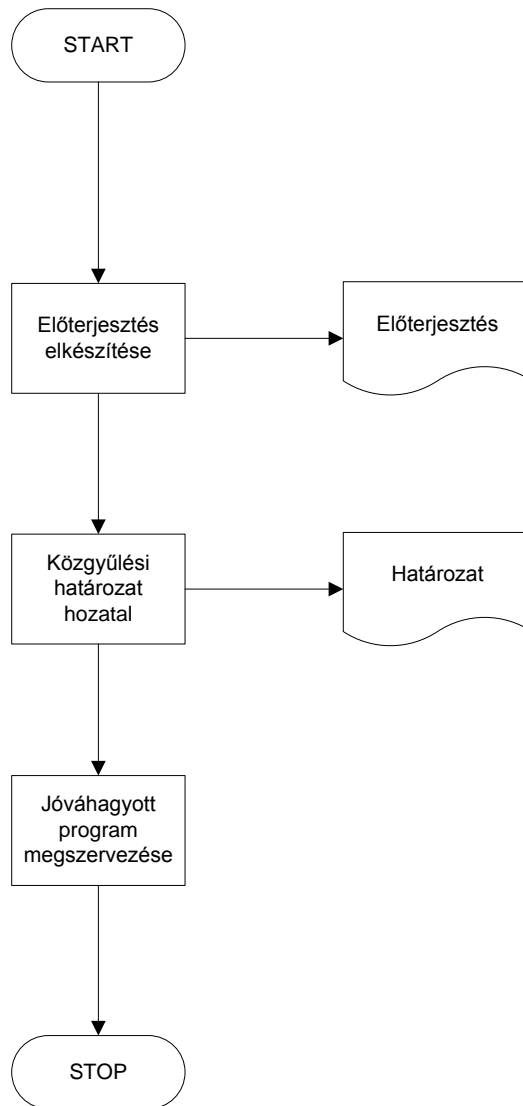 START
Előterjesztés
elkészítése
Előterjesztés
Közgyűlési
határozat
hozatal
Határozat
Jóváhagyott
program
megszervezése
STOP